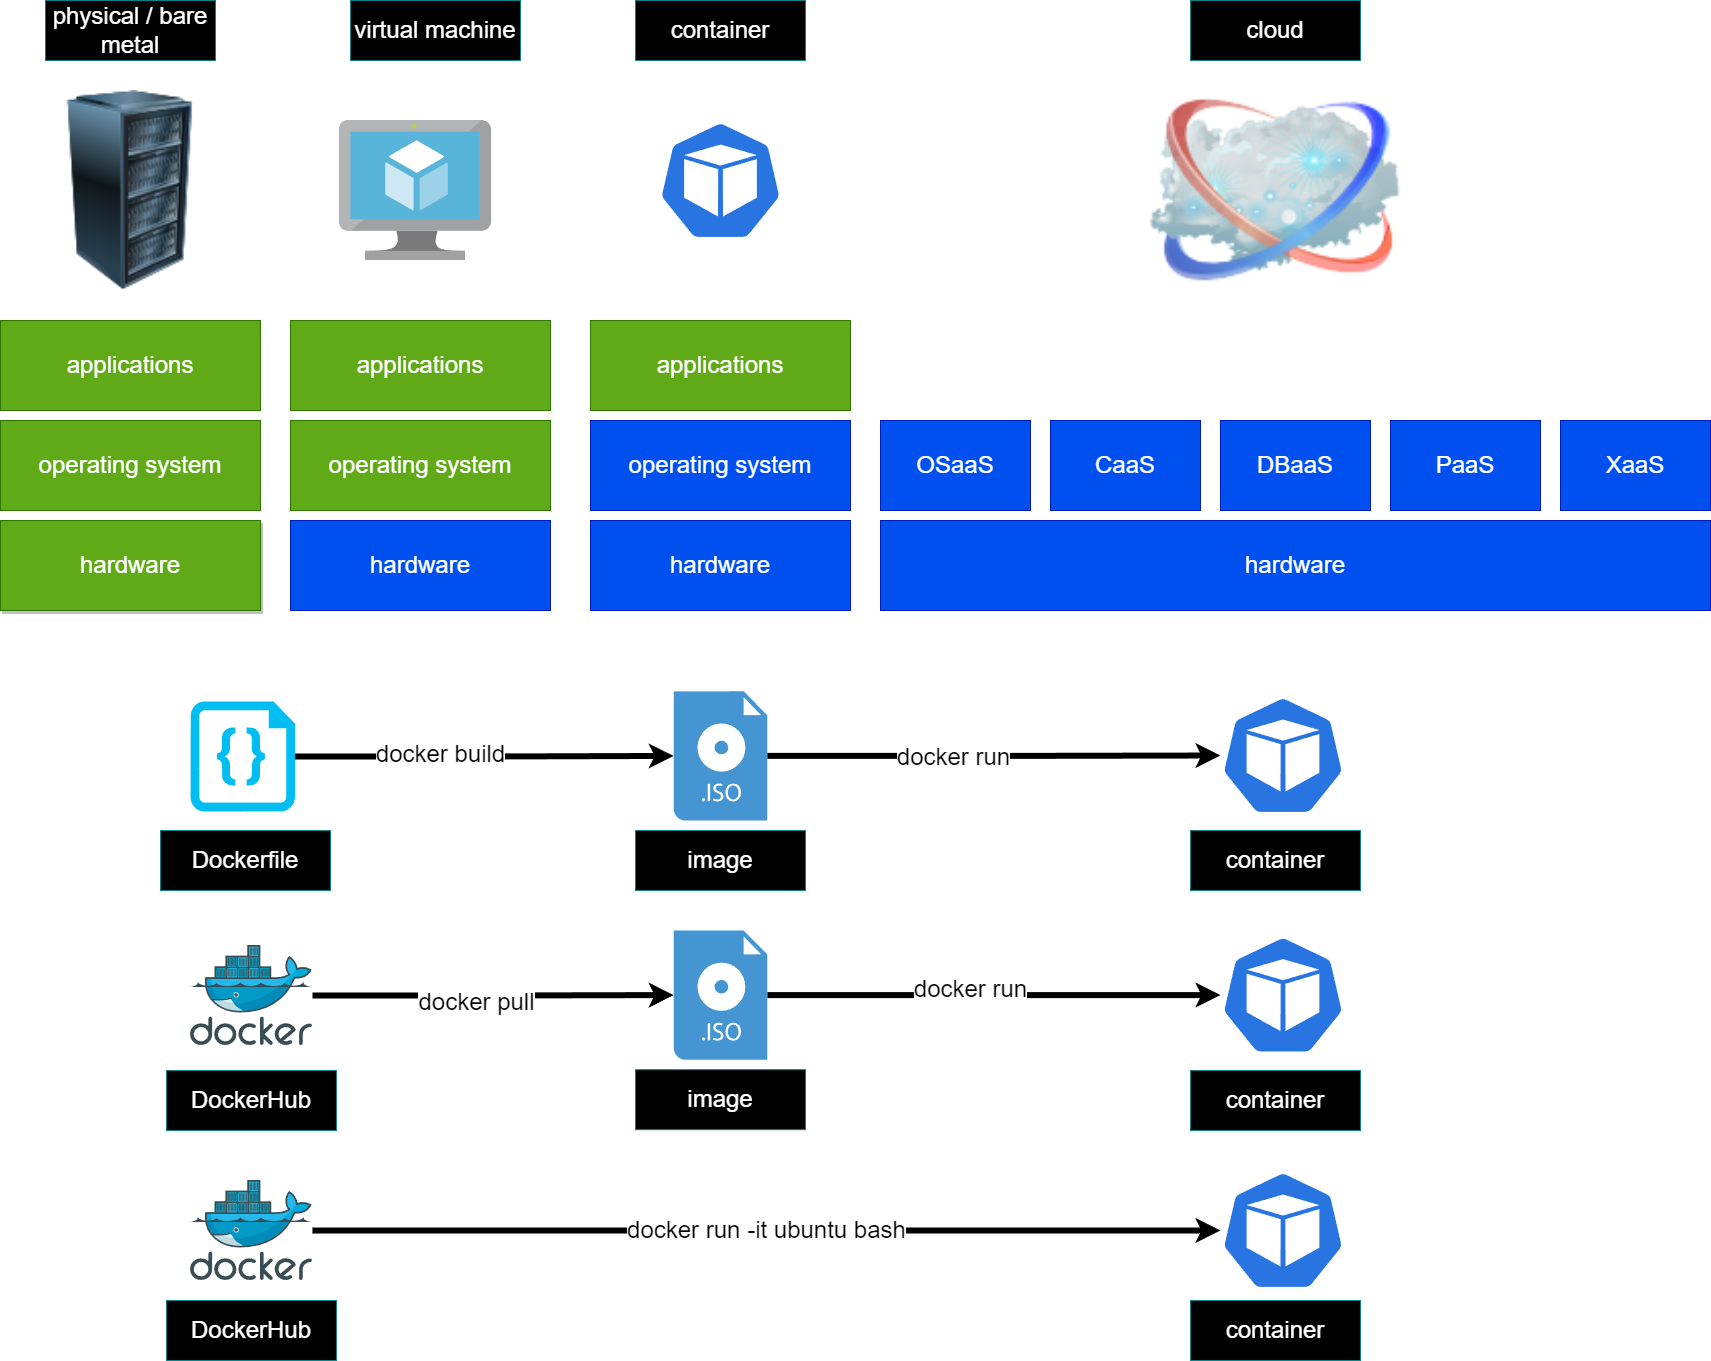 physical / bare
metal
virtual machine
container
cloud
applications
applications
applications
operating system
operating system
operating system
OSaaS
CaaS
DBaaS
PaaS
XaaS
hardware
hardware
hardware
hardware
{}
docker build
.ISO
docker run
Dockerfile
image
container
docker
docker pull
.ISO
docker run
DockerHub
image
container
docker
docker run -it ubuntu bash
DockerHub
container